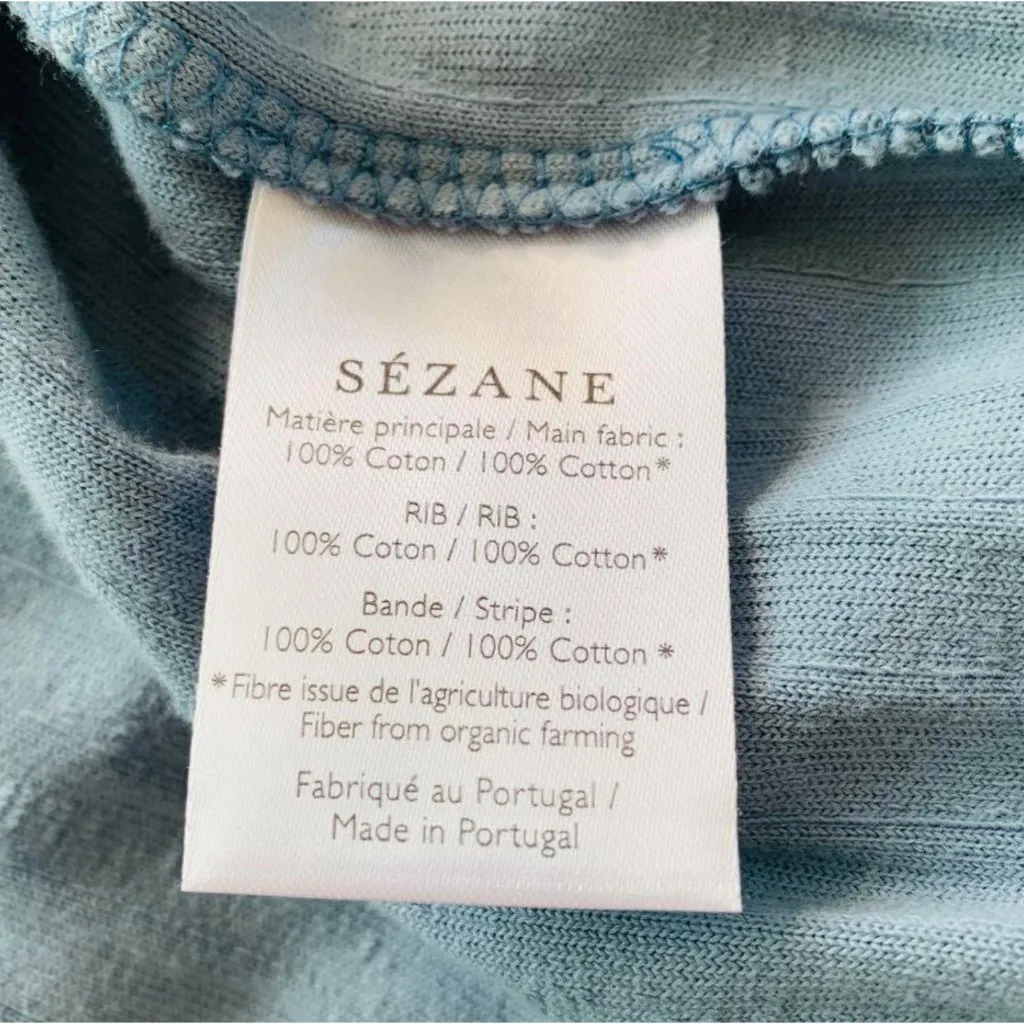 SÉZANE
Matière principale / Main fabric :
100% Coton / 100% Cotton*
RIB / RIB :
100% Coton / 100% Cotton*
Bande / Stripe :
100% Coton / 100% Cotton *
*Fibre issue de l'agriculture biologique /
Fiber from organic farming
Fabriqué au Portugal /
Made in Portugal